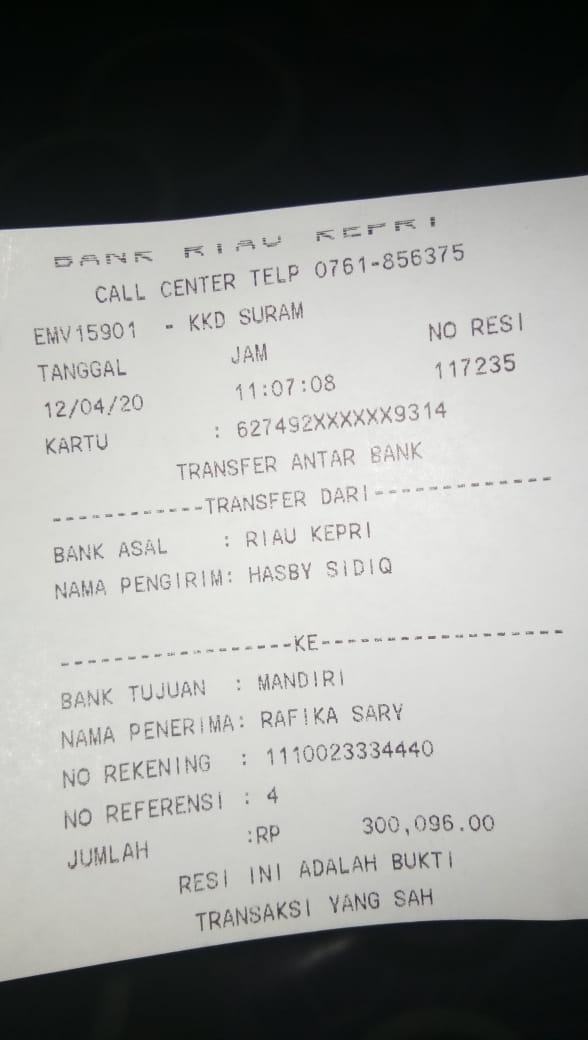 BANK RIAU KEPRI
CALL CENTER TELP 0761-856375
EMV15901 - KKD SURAM
TANGGAL JAM NO RESI
12/04/20 11:07:08 117235
KARTU : 627492XXXXXX9314
TRANSFER ANTAR BANK
------------TRANSFER DARI--------------
BANK ASAL : RIAU KEPRI
NAMA PENGIRIM: HASBY SIDIQ
------------------KE-------------------
BANK TUJUAN : MANDIRI
NAMA PENERIMA: RAFIKA SARY
NO REKENING : 1110023334440
NO REFERENSI : 4
JUMLAH :RP 300,096.00
RESI INI ADALAH BUKTI
TRANSAKSI YANG SAH